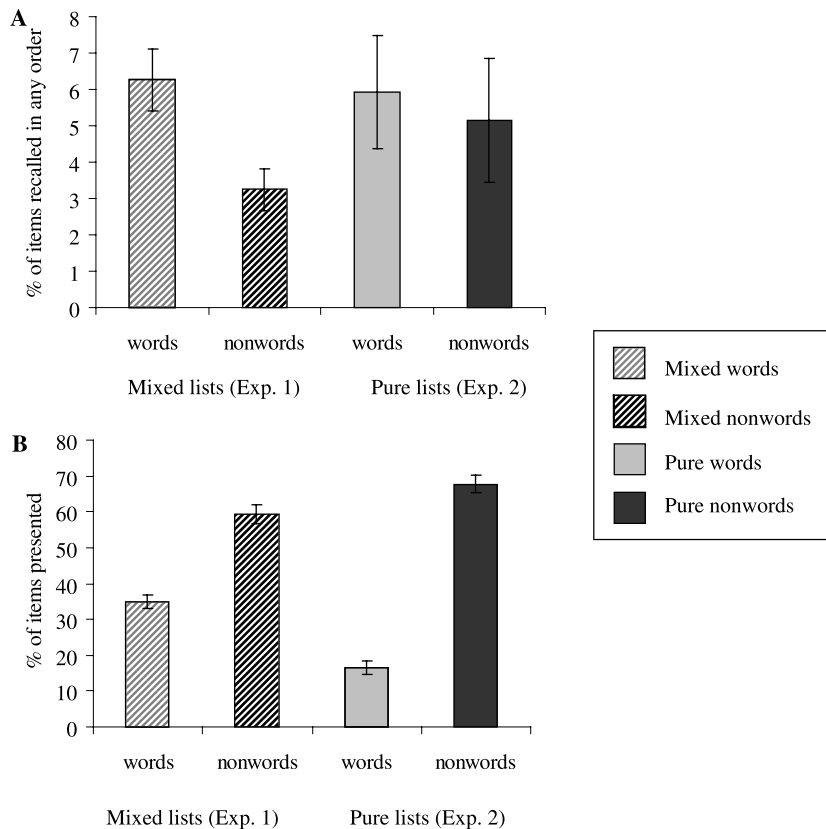 A
% of items recalled in any order
8
7
6
5
4
3
2
1
0
words nonwords words nonwords
Mixed lists (Exp. 1) Pure lists (Exp. 2)
Mixed words
Mixed nonwords
Pure words
Pure nonwords
B
% of items presented
80
70
60
50
40
30
20
10
0
words nonwords words nonwords
Mixed lists (Exp. 1) Pure lists (Exp. 2)